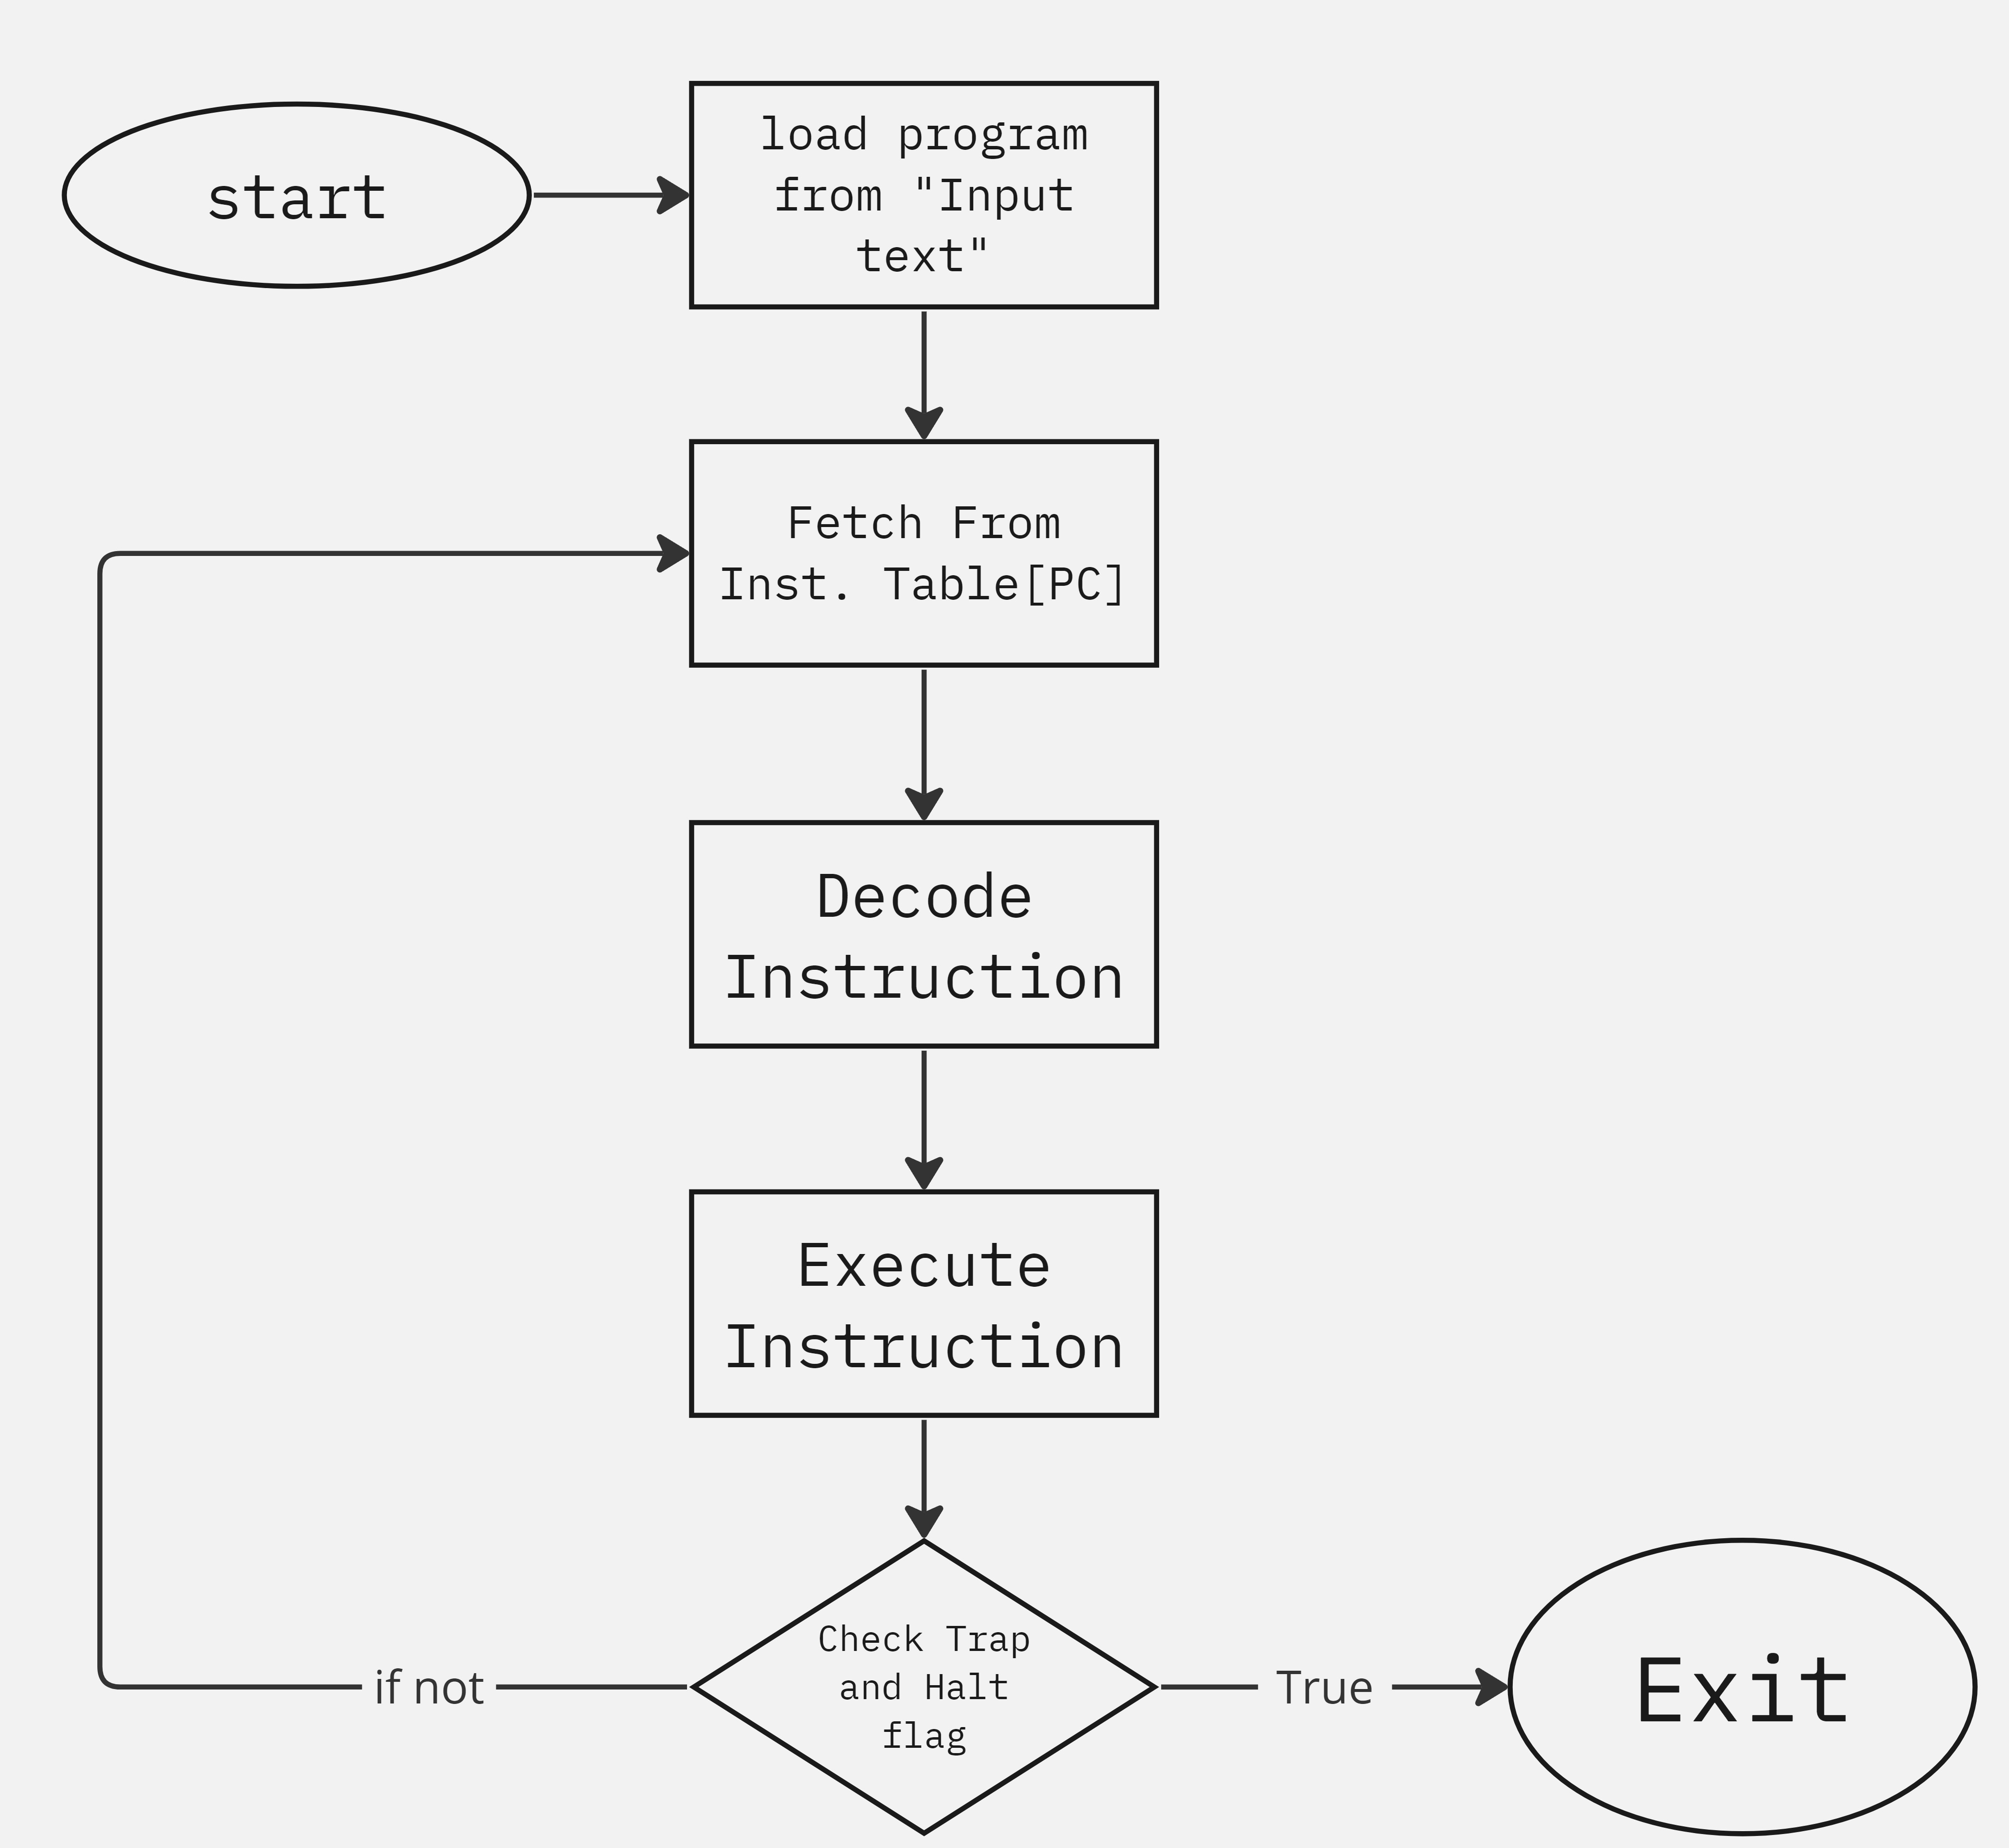 start
load program
from "Input
text"
Fetch From
Inst. Table[PC]
Decode
Instruction
Execute
Instruction
Check Trap
and Halt
flag
if not
True
Exit